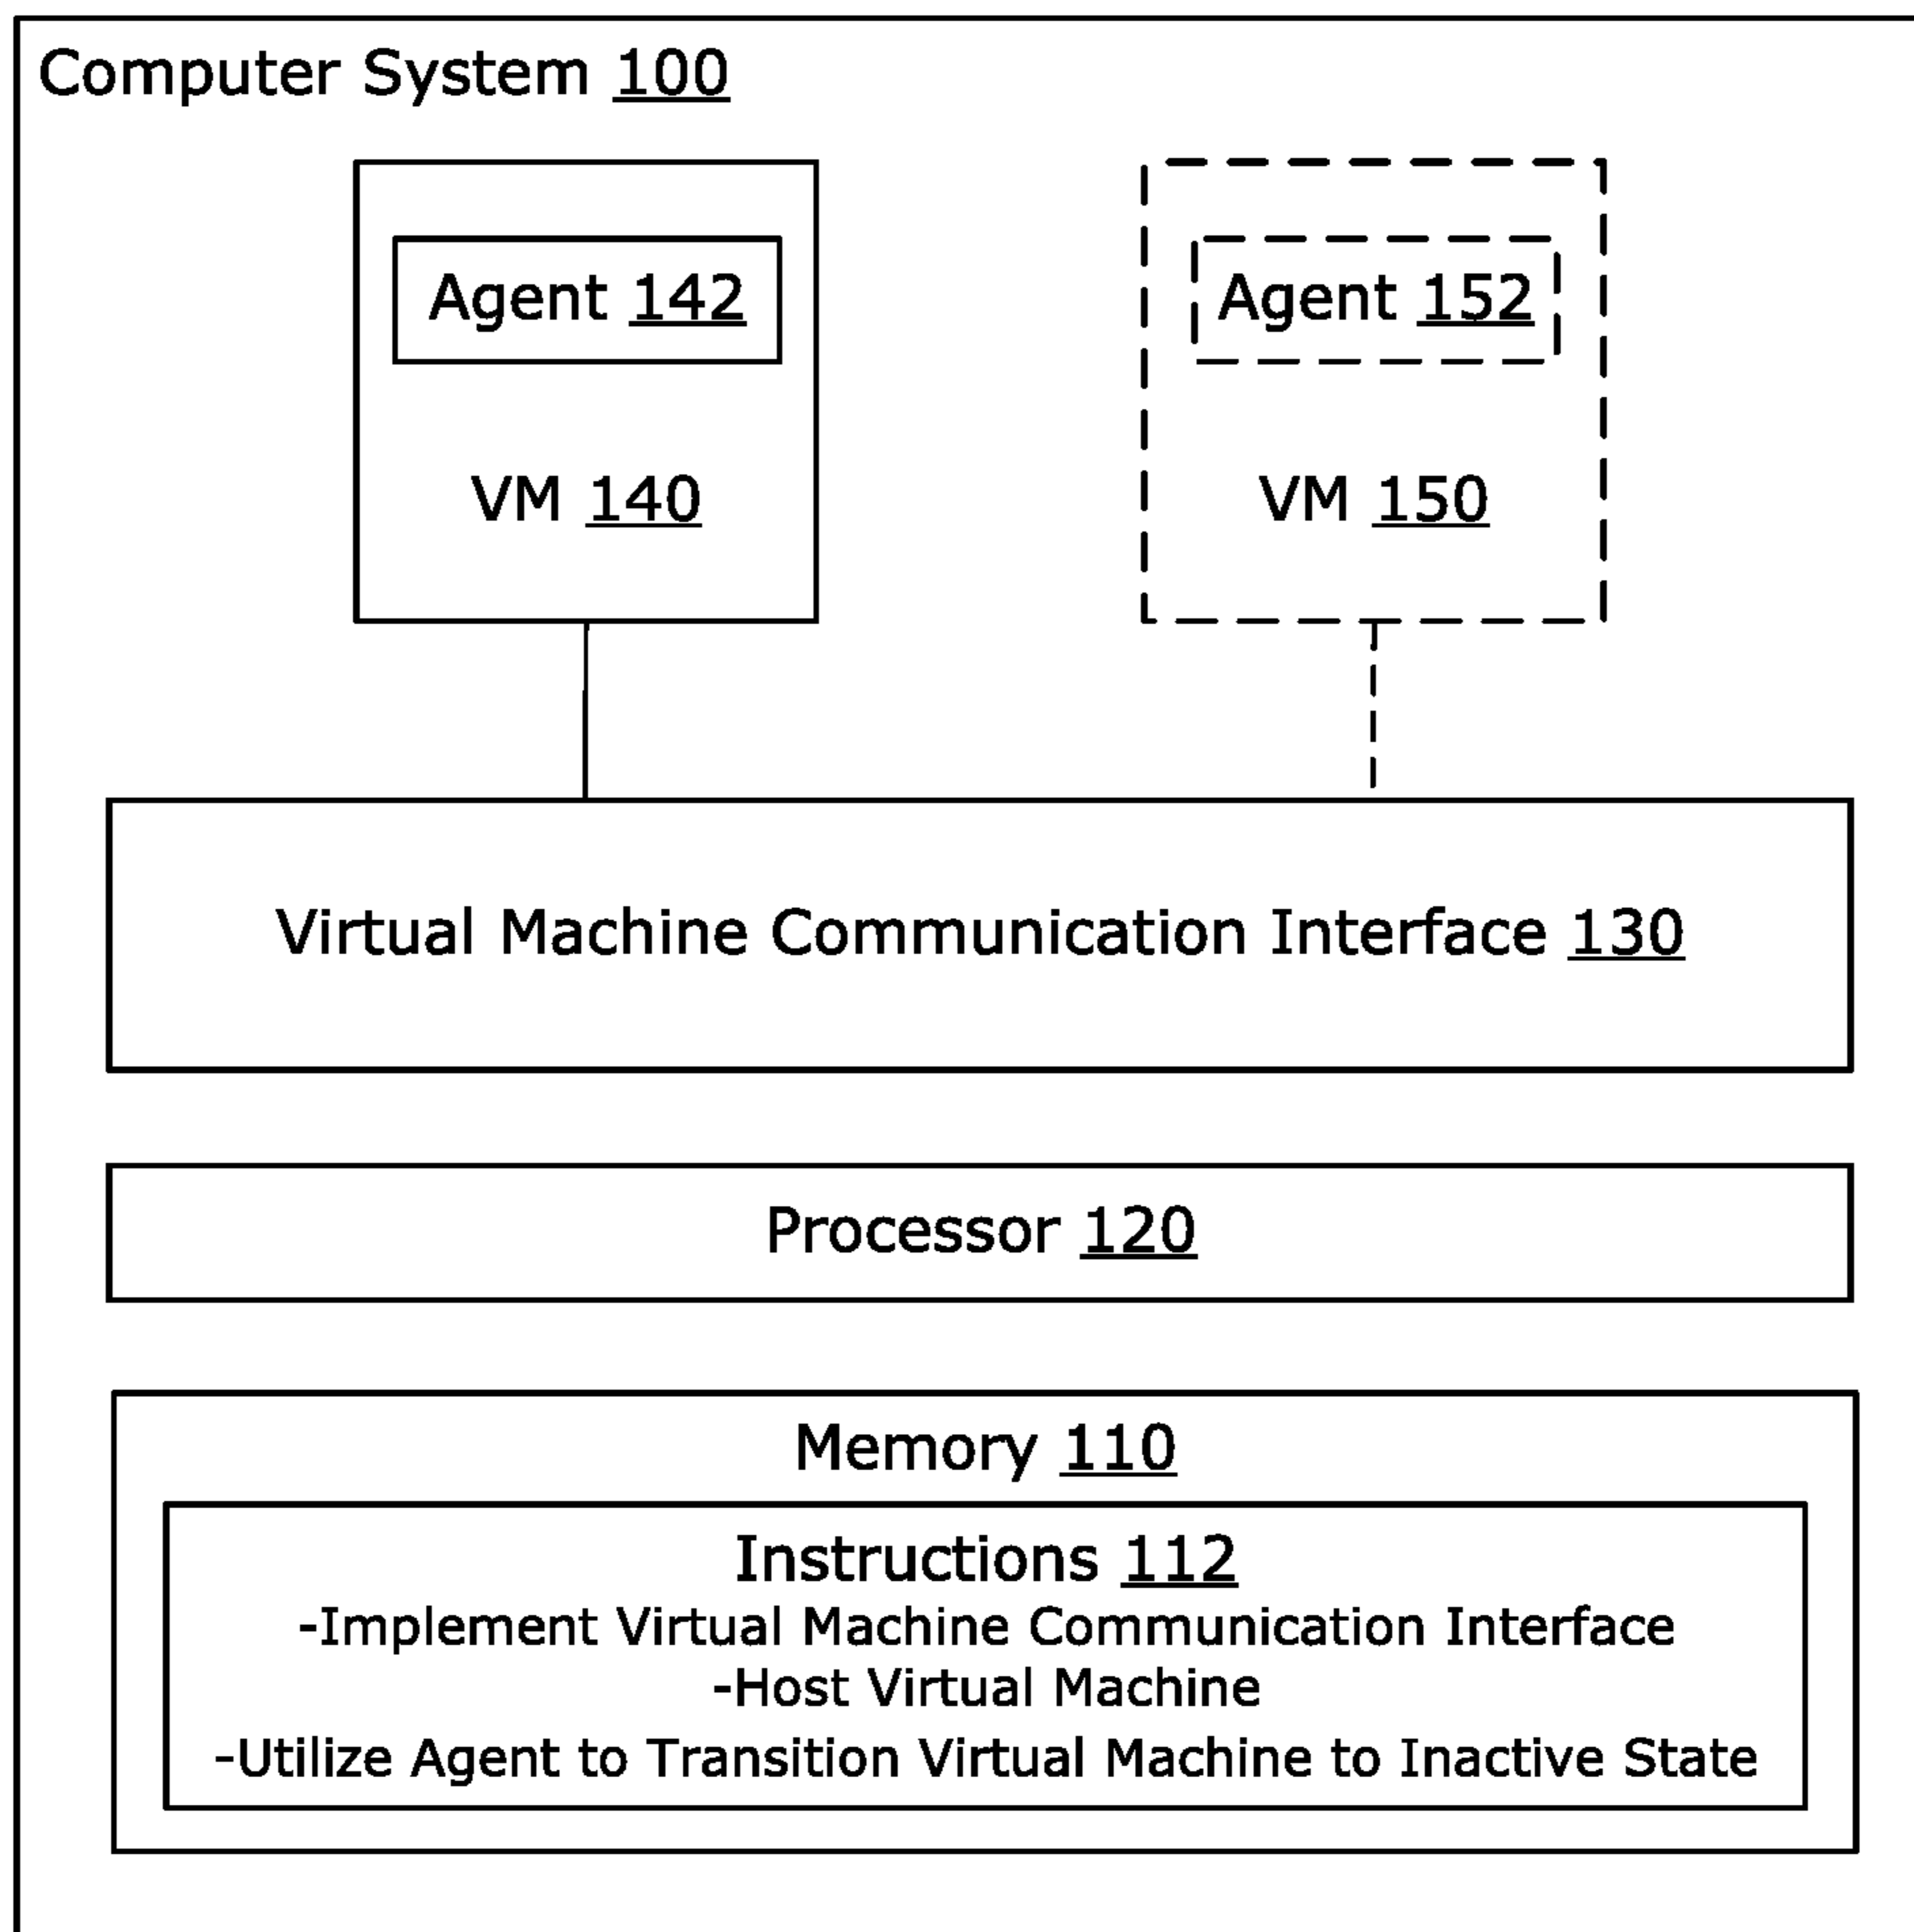 Computer System 100
Agent 142
Agent 152
VM 140
VM 150
Virtual Machine Communication Interface 130
Processor 120
Memory 110
Instructions 112
-Implement Virtual Machine Communication Interface
-Host Virtual Machine
-Utilize Agent to Transition Virtual Machine to Inactive State